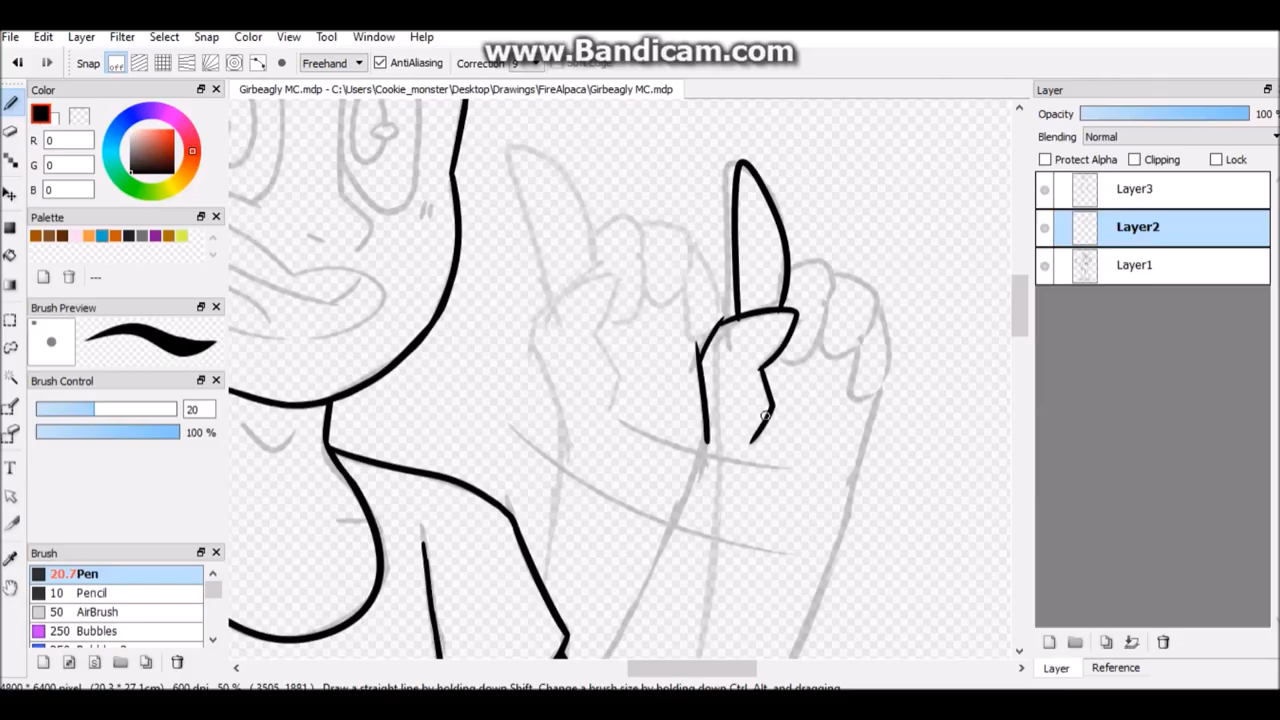 www.Bandicam.com
File Edit Layer Filter Select Snap Color View Tool Window Help
Snap off Freehand AntiAliasing Correction 9
Color
Girbeagly MC.mdp - C:\Users\Cookie_monster\Desktop\Drawings\FireAlpaca\Girbeagly MC.mdp
Layer
R 0
G 0
B 0
Opacity 100 %
Blending Normal
Protect Alpha Clipping Lock
Layer3
Layer2
Layer1
Palette
---
Brush Preview
Brush Control
20
100 %
T
Brush
20.7 Pen
10 Pencil
50 AirBrush
250 Bubbles
Layer Reference
4800 * 6400 pixel (20.3 * 27.1cm) 600 dpi 50 % ( 3505, 1881 ) Draw a straight line by holding down Shift, Change a brush size by holding down Ctrl, Alt, and dragging